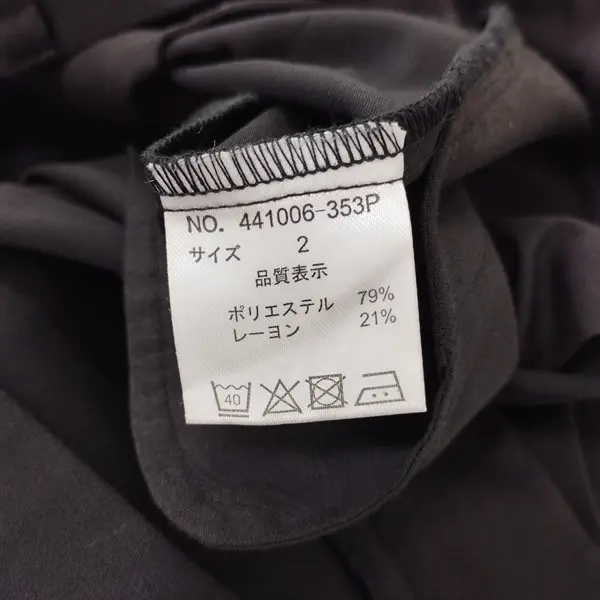 NO. 441006-353P
サイズ 2
品質表示
ポリエステル 79%
レーヨン 21%
40